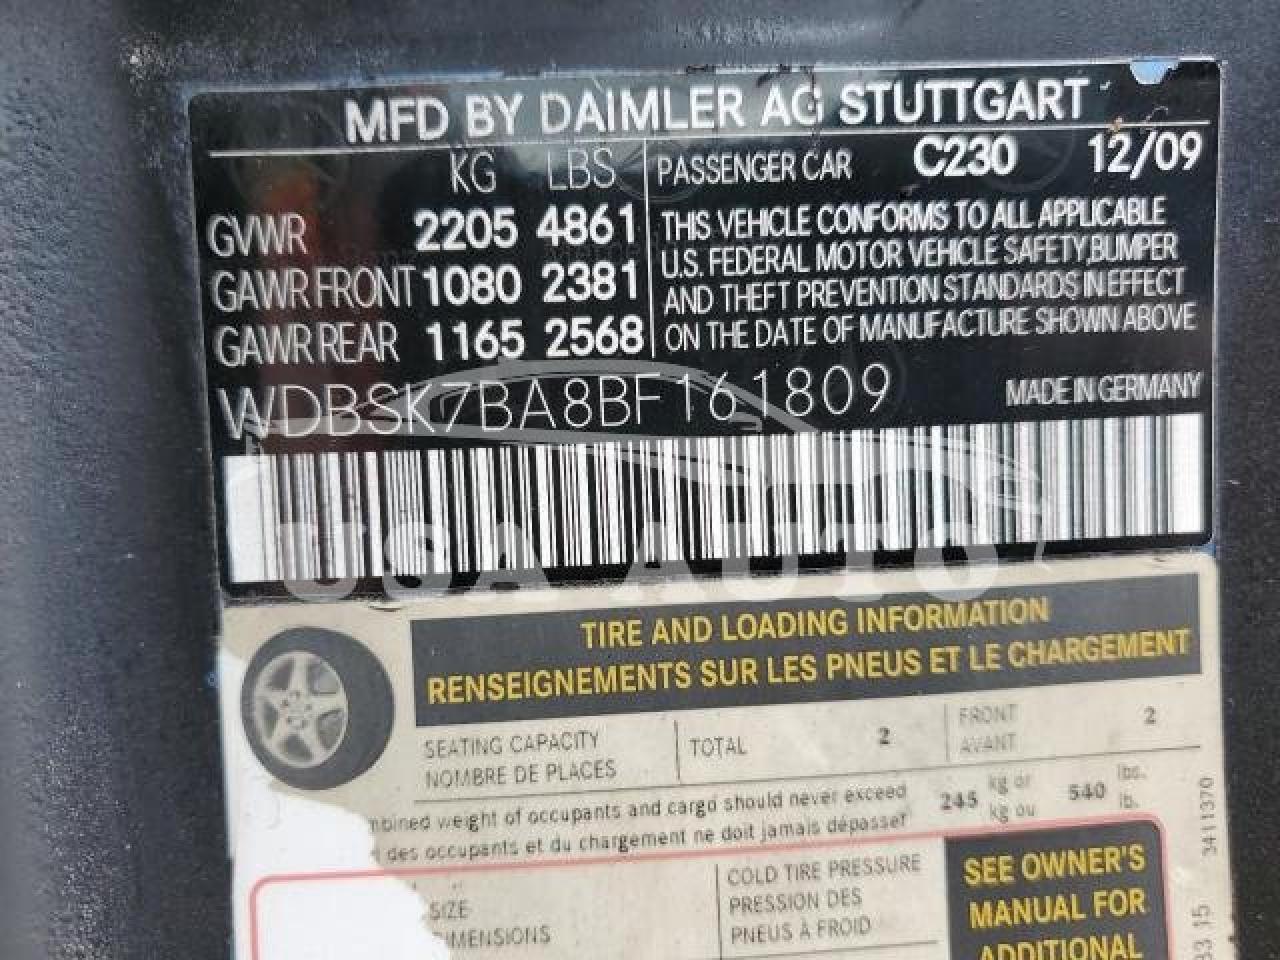 MFD BY DAIMLER AG STUTTGART
KG LBS PASSENGER CAR C230 12/09
GVWR 2205 4861
GAWR FRONT 1080 2381
GAWR REAR 1165 2568
THIS VEHICLE CONFORMS TO ALL APPLICABLE
U.S. FEDERAL MOTOR VEHICLE SAFETY, BUMPER
AND THEFT PREVENTION STANDARDS IN EFFECT
ON THE DATE OF MANUFACTURE SHOWN ABOVE
WDBSK7BA8BF161809 MADE IN GERMANY
USA AUTO
TIRE AND LOADING INFORMATION
RENSEIGNEMENTS SUR LES PNEUS ET LE CHARGEMENT
SEATING CAPACITY
NOMBRE DE PLACES
TOTAL 2
FRONT 2
AVANT
mbined weight of occupants and cargo should never exceed
des occupants et du chargement ne doit jamais dépasser
245 kg or 540 lbs.
kg ou lb.
SIZE
IMENSIONS
COLD TIRE PRESSURE
PRESSION DES
PNEUS À FROID
SEE OWNER'S
MANUAL FOR
ADDITIONAL
3411370
33 15